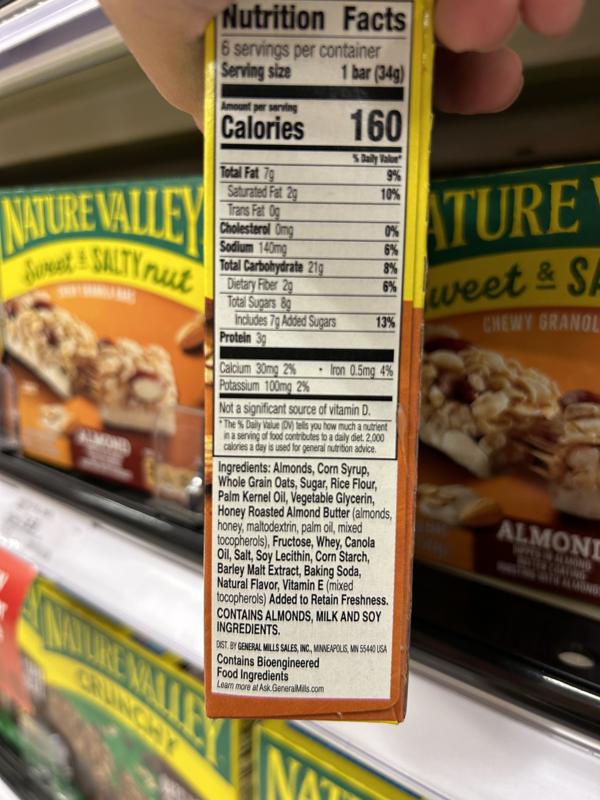 Nutrition Facts
6 servings per container
Serving size 1 bar (34g)
Amount per serving
Calories 160
% Daily Value*
Total Fat 7g 9%
Saturated Fat 2g 10%
Trans Fat 0g
Cholesterol 0mg 0%
Sodium 140mg 6%
Total Carbohydrate 21g 8%
Dietary Fiber 2g 6%
Total Sugars 8g
Includes 7g Added Sugars 13%
Protein 3g
Calcium 30mg 2% • Iron 0.5mg 4%
Potassium 100mg 2%
Not a significant source of vitamin D.
* The % Daily Value (DV) tells you how much a nutrient
in a serving of food contributes to a daily diet. 2,000
calories a day is used for general nutrition advice.
Ingredients: Almonds, Corn Syrup,
Whole Grain Oats, Sugar, Rice Flour,
Palm Kernel Oil, Vegetable Glycerin,
Honey Roasted Almond Butter (almonds,
honey, maltodextrin, palm oil, mixed
tocopherols), Fructose, Whey, Canola
Oil, Salt, Soy Lecithin, Corn Starch,
Barley Malt Extract, Baking Soda,
Natural Flavor, Vitamin E (mixed
tocopherols) Added to Retain Freshness.
CONTAINS ALMONDS, MILK AND SOY
INGREDIENTS.
DIST. BY GENERAL MILLS SALES, INC., MINNEAPOLIS, MN 55440 USA
Contains Bioengineered
Food Ingredients
Learn more at Ask.GeneralMills.com
NATURE VALLEY
Sweet & SALTY nut
ALMOND
ATURE V
weet & SA
CHEWY GRANOL
ALMOND
NATURE VALLEY
CRUNCHY
NAT